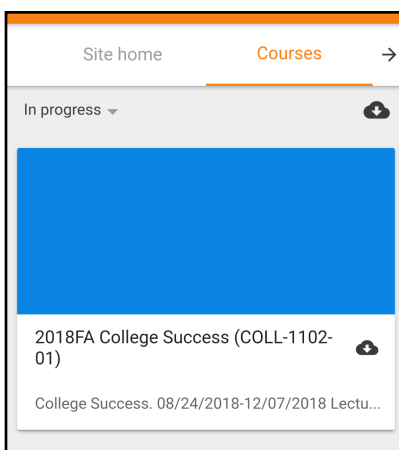 Site home Courses
In progress
2018FA College Success (COLL-1102-
01)
College Success. 08/24/2018-12/07/2018 Lectu...